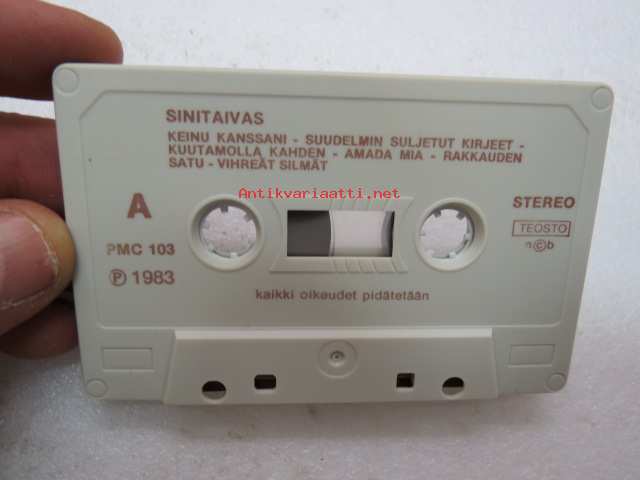 SINITAIVAS
KEINU KANSSANI - SUUDELMIN SULJETUT KIRJEET -
KUUTAMOLLA KAHDEN - AMADA MIA - RAKKAUDEN
SATU - VIHREÄT SILMÄT
Antikvariaatti.net
A
STEREO
TEOSTO
n©b
PMC 103
℗ 1983
kaikki oikeudet pidätetään